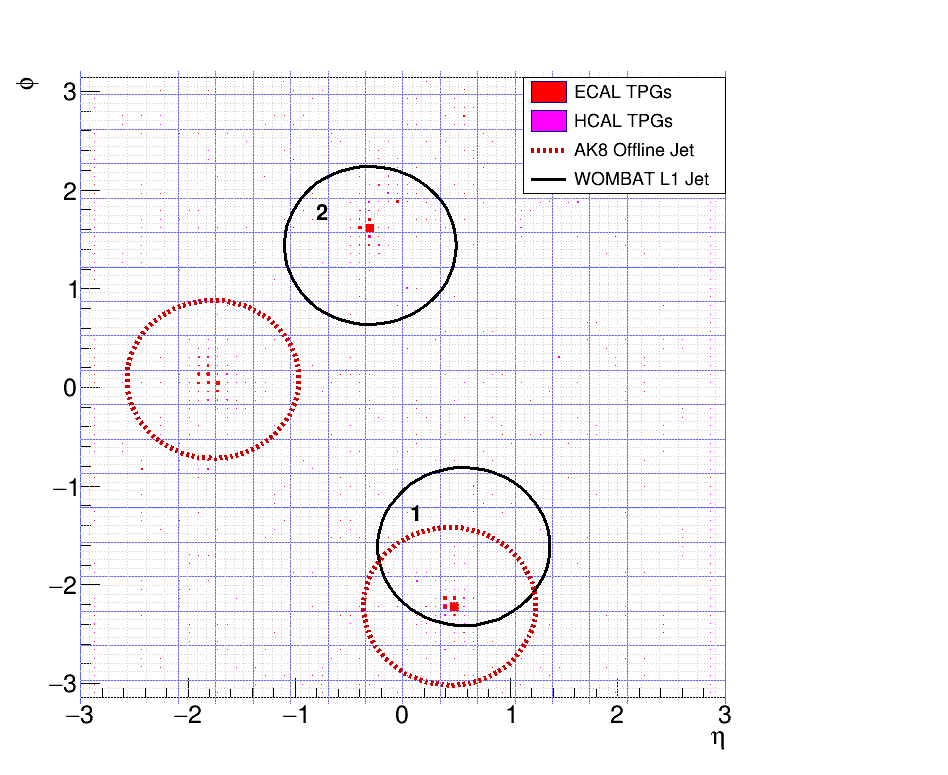 φ
3
2
1
0
−1
−2
−3
ECAL TPGs
HCAL TPGs
AK8 Offline Jet
WOMBAT L1 Jet
2
1
−3 −2 −1 0 1 2 3
η